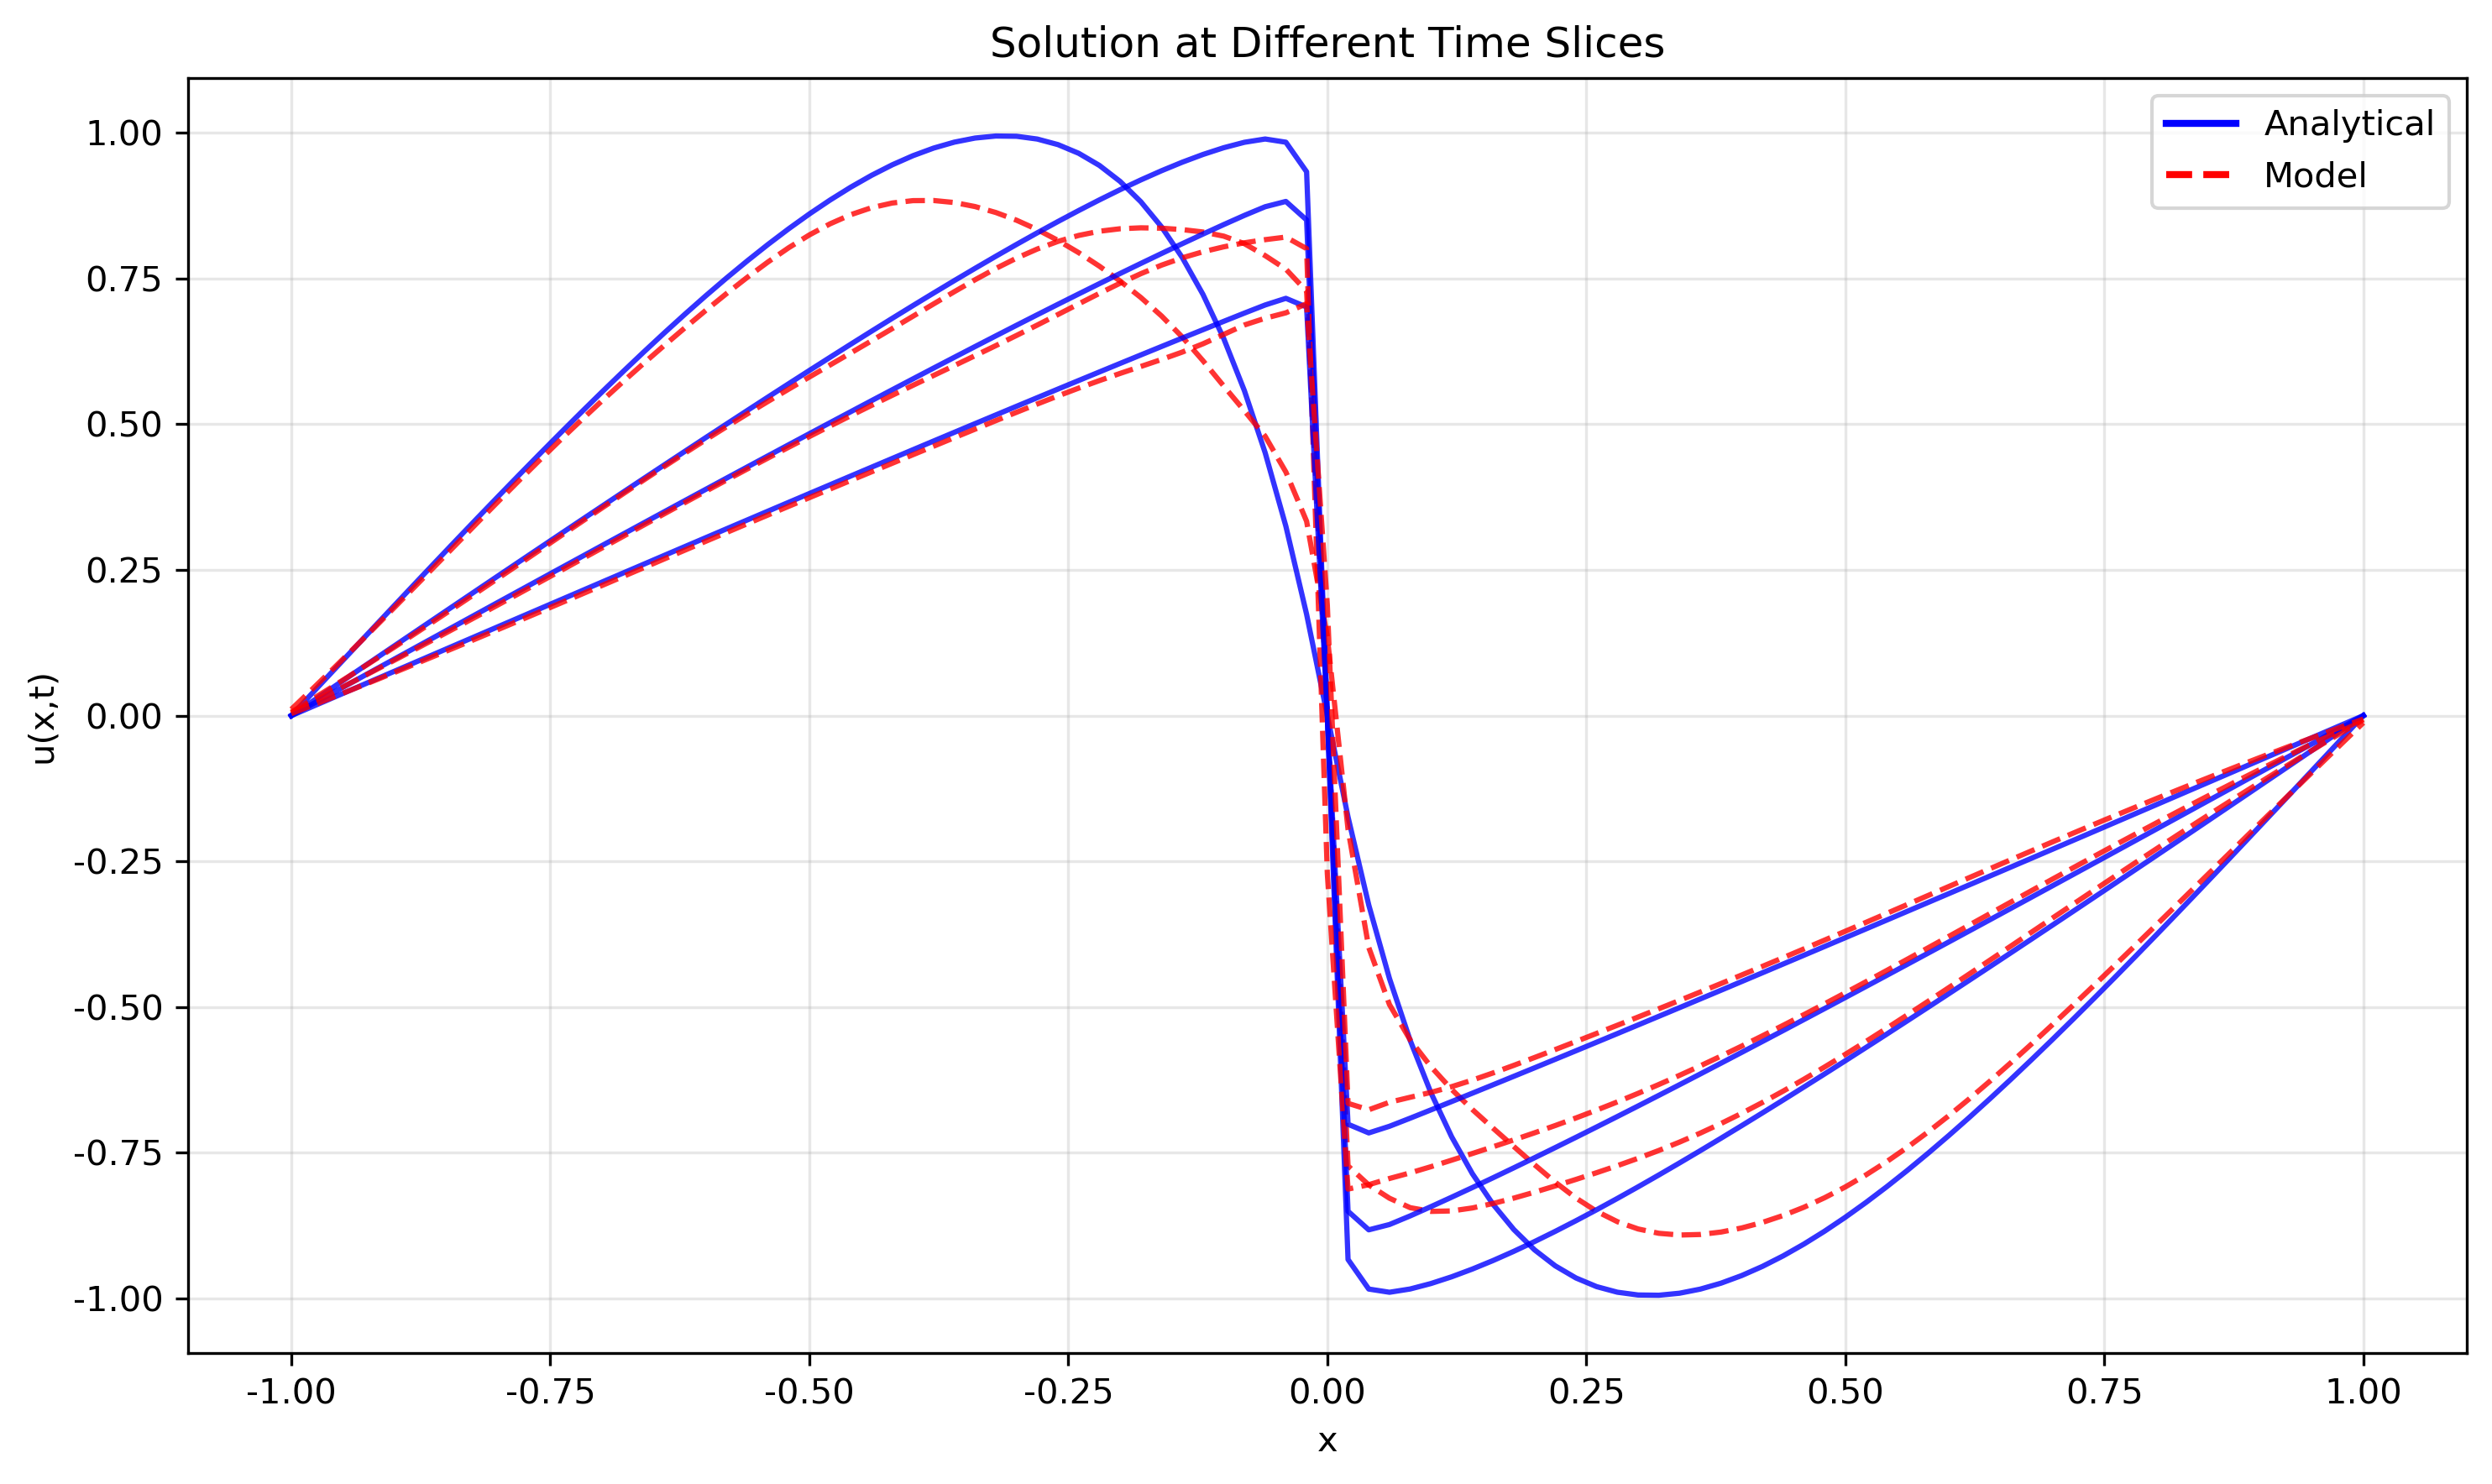 Solution at Different Time Slices
Analytical
Model
u(x,t)
1.00
0.75
0.50
0.25
0.00
-0.25
-0.50
-0.75
-1.00
-1.00 -0.75 -0.50 -0.25 0.00 0.25 0.50 0.75 1.00
x